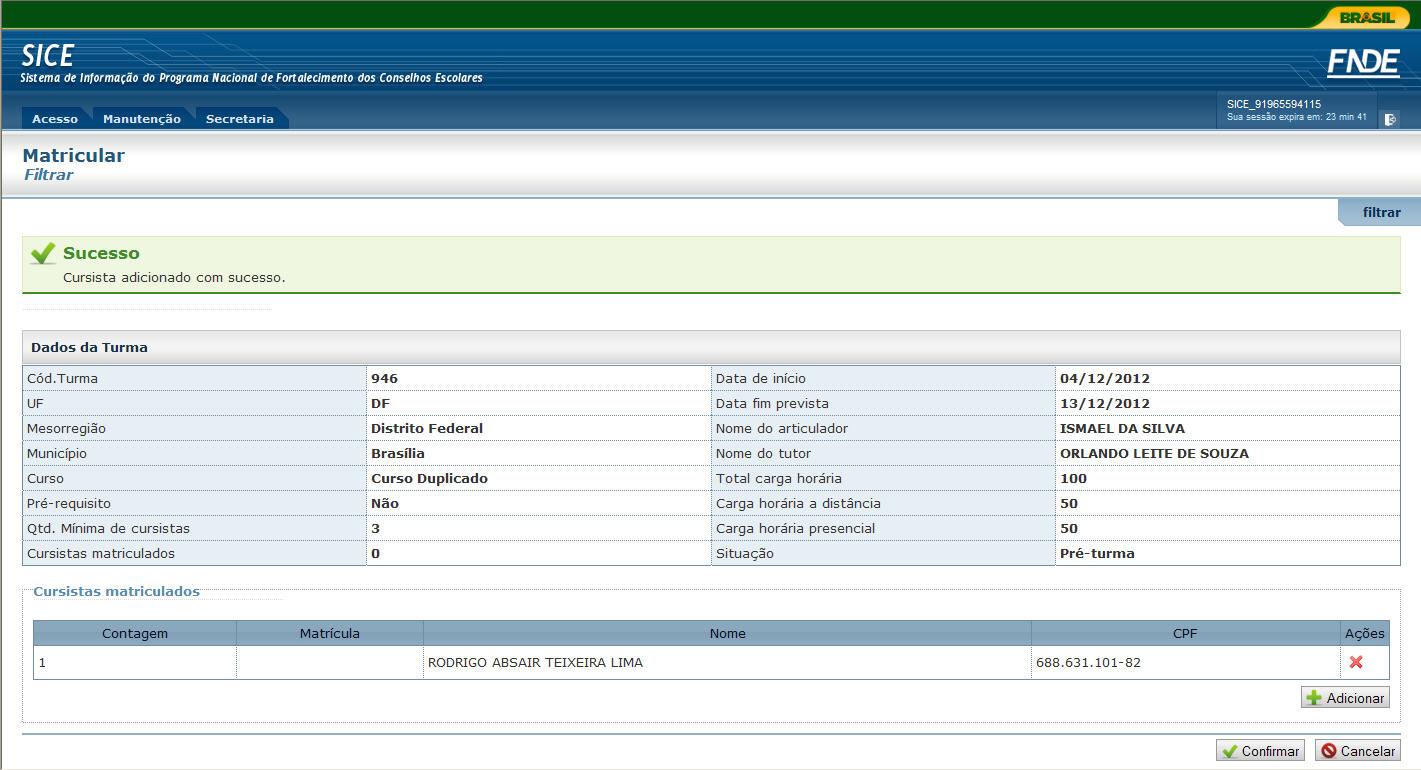 BRASIL
SICE
Sistema de Informação do Programa Nacional de Fortalecimento dos Conselhos Escolares
FNDE
Acesso Manutenção Secretaria
SICE_91965594115
Sua sessão expira em: 23 min 41
Matricular
Filtrar
filtrar
Sucesso
Cursista adicionado com sucesso.
Dados da Turma
Cód.Turma 946 Data de início 04/12/2012
UF DF Data fim prevista 13/12/2012
Mesorregião Distrito Federal Nome do articulador ISMAEL DA SILVA
Município Brasília Nome do tutor ORLANDO LEITE DE SOUZA
Curso Curso Duplicado Total carga horária 100
Pré-requisito Não Carga horária a distância 50
Qtd. Mínima de cursistas 3 Carga horária presencial 50
Cursistas matriculados 0 Situação Pré-turma
Cursistas matriculados
Contagem Matrícula Nome CPF Ações
1 RODRIGO ABSAIR TEIXEIRA LIMA 688.631.101-82
Adicionar
Confirmar Cancelar